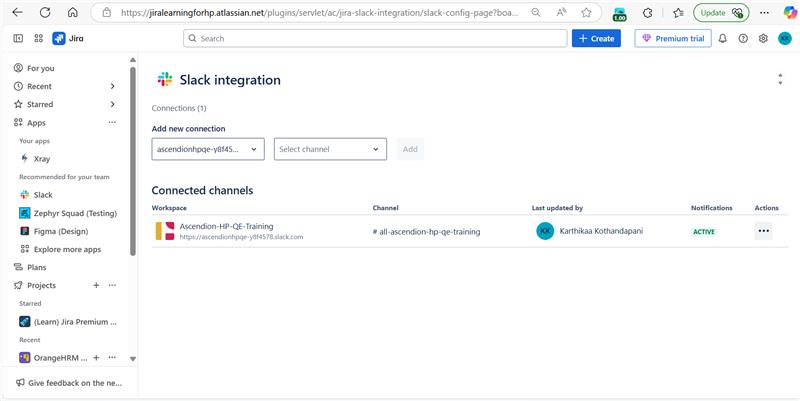 https://jiralearningforhp.atlassian.net/plugins/servlet/ac/jira-slack-integration/slack-config-page?boa...
1.00
Update
Jira
Search
+ Create
Premium trial
KK
For you
Recent
Starred
Apps
Your apps
Xray
Recommended for your team
Slack
Zephyr Squad (Testing)
Figma (Design)
Explore more apps
Plans
Projects
Starred
(Learn) Jira Premium ...
Recent
OrangeHRM ...
Give feedback on the ne...
Slack integration
Connections (1)
Add new connection
ascendionhpqe-y8f45...
Select channel
Add
Connected channels
Workspace Channel Last updated by Notifications Actions
Ascendion-HP-QE-Training
https://ascendionhpqe-y8f4578.slack.com
# all-ascendion-hp-qe-training
KK Karthikaa Kothandapani
ACTIVE